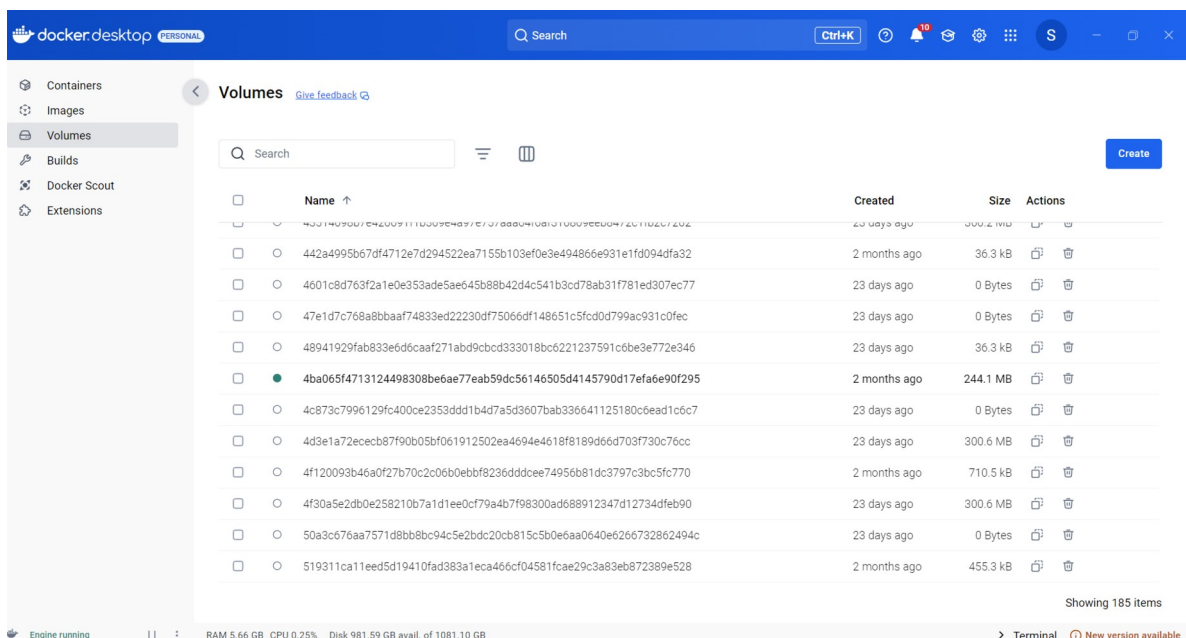 docker.desktop PERSONAL
Search
Ctrl+K
10
S
Containers
Images
Volumes
Builds
Docker Scout
Extensions
Volumes Give feedback
Search
Create
Name Created Size Actions
23 days ago
442a4995b67df4712e7d294522ea7155b103ef0e3e494866e931e1fd094dfa32 2 months ago 36.3 kB
4601c8d763f2a1e0e353ade5ae645b88b42d4c541b3cd78ab31f781ed307ec77 23 days ago 0 Bytes
47e1d7c768a8bbaaf74833ed22230df75066df148651c5fcd0d799ac931c0fec 23 days ago 0 Bytes
48941929fab833e6d6caaf271abd9cbcd333018bc6221237591c6be3e772e346 23 days ago 36.3 kB
4ba065f4713124498308be6ae77eab59dc56146505d4145790d17efa6e90f295 2 months ago 244.1 MB
4c873c7996129fc400ce2353ddd1b4d7a5d3607bab336641125180c6ead1c6c7 23 days ago 0 Bytes
4d3e1a72ececb87f90b05bf061912502ea4694e4618f8189d66d703f730c76cc 23 days ago 300.6 MB
4f120093b46a0f27b70c2c06b0ebbf8236dddcee74956b81dc3797c3bc5fc770 2 months ago 710.5 kB
4f30a5e2db0e258210b7a1d1ee0cf79a4b7f98300ad688912347d12734dfeb90 23 days ago 300.6 MB
50a3c676aa7571d8bb8bc94c5e2bdc20cb815c5b0e6aa0640e6266732862494c 23 days ago 0 Bytes
519311ca11eed5d19410fad383a1eca466cf04581fcae29c3a83eb872389e528 2 months ago 455.3 kB
Showing 185 items
Engine running RAM 5.66 GB CPU 0.25% Disk 981.59 GB avail. of 1081.10 GB Terminal New version available